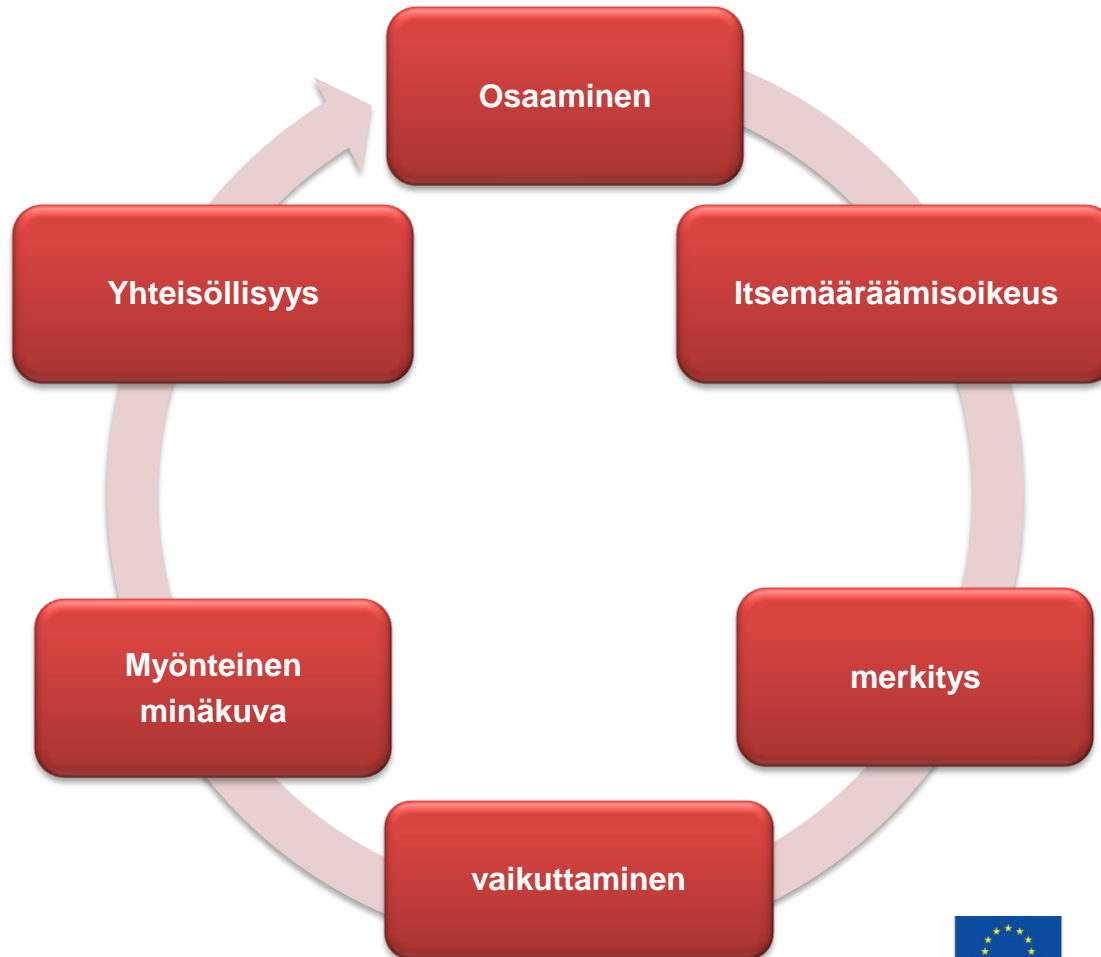 Osaaminen
Itsemääräämisoikeus
merkitys
vaikuttaminen
Myönteinen
minäkuva
Yhteisöllisyys